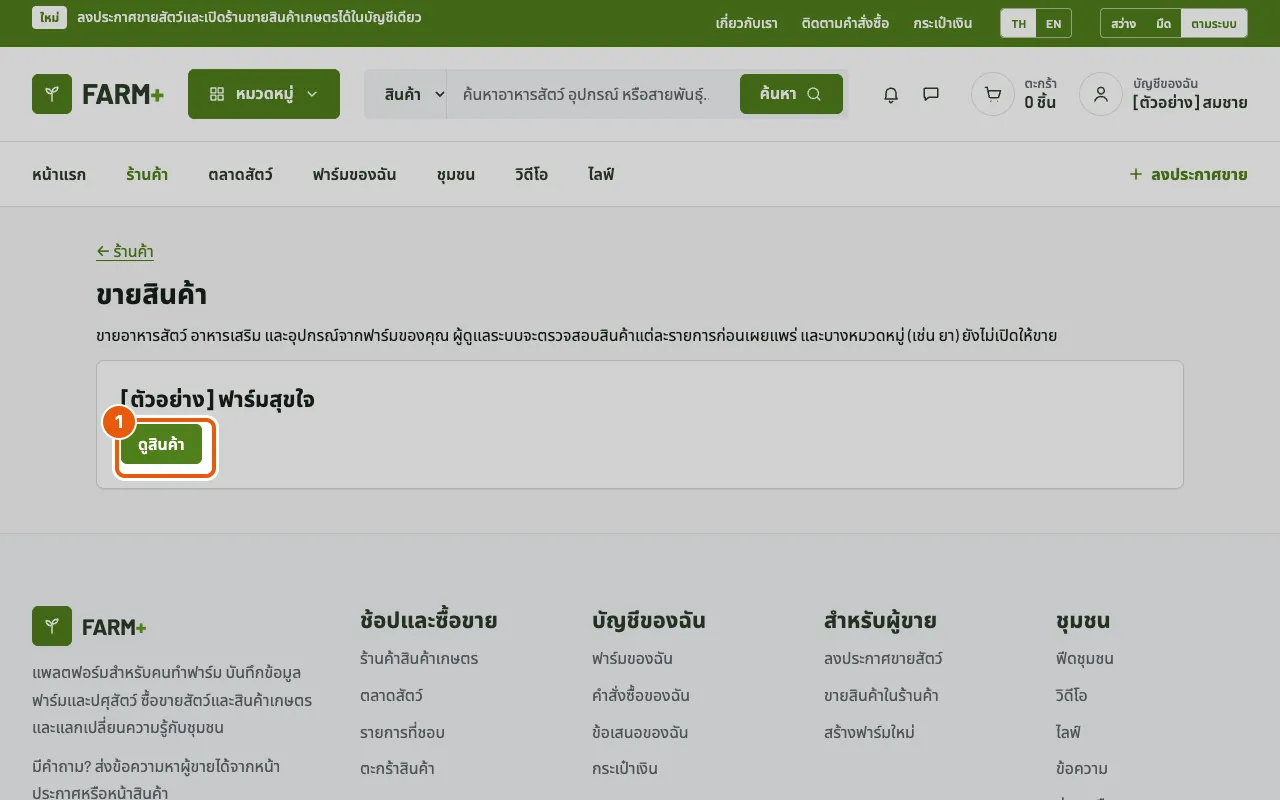 ใหม่ ลงประกาศขายสัตว์และเปิดร้านขายสินค้าเกษตรได้ในบัญชีเดียว
เกี่ยวกับเรา ติดตามคำสั่งซื้อ กระเป๋าเงิน TH EN สว่าง มืด ตามระบบ
FARM+ หมวดหมู่ สินค้า ค้นหาอาหารสัตว์ อุปกรณ์ หรือสายพันธุ์.. ค้นหา
ตะกร้า
0 ชิ้น
บัญชีของฉัน
[ตัวอย่าง] สมชาย
หน้าแรก ร้านค้า ตลาดสัตว์ ฟาร์มของฉัน ชุมชน วิดีโอ ไลฟ์ + ลงประกาศขาย
← ร้านค้า
ขายสินค้า
ขายอาหารสัตว์ อาหารเสริม และอุปกรณ์จากฟาร์มของคุณ ผู้ดูแลระบบจะตรวจสอบสินค้าแต่ละรายการก่อนเผยแพร่ และบางหมวดหมู่ (เช่น ยา) ยังไม่เปิดให้ขาย
[ตัวอย่าง] ฟาร์มสุขใจ
1
ดูสินค้า
FARM+
แพลตฟอร์มสำหรับคนทำฟาร์ม บันทึกข้อมูล
ฟาร์มและปศุสัตว์ ซื้อขายสัตว์และสินค้าเกษตร
และแลกเปลี่ยนความรู้กับชุมชน
มีคำถาม? ส่งข้อความหาผู้ขายได้จากหน้า
ประกาศหรือหน้าสินค้า
ช้อปและซื้อขาย
ร้านค้าสินค้าเกษตร
ตลาดสัตว์
รายการที่ชอบ
ตะกร้าสินค้า
บัญชีของฉัน
ฟาร์มของฉัน
คำสั่งซื้อของฉัน
ข้อเสนอของฉัน
กระเป๋าเงิน
สำหรับผู้ขาย
ลงประกาศขายสัตว์
ขายสินค้าในร้านค้า
สร้างฟาร์มใหม่
ชุมชน
ฟีดชุมชน
วิดีโอ
ไลฟ์
ข้อความ